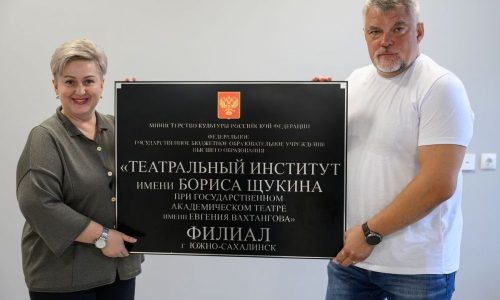 МИНИСТЕРСТВО КУЛЬТУРЫ РОССИЙСКОЙ ФЕДЕРАЦИИ
ФЕДЕРАЛЬНОЕ
ГОСУДАРСТВЕННОЕ БЮДЖЕТНОЕ ОБРАЗОВАТЕЛЬНОЕ УЧРЕЖДЕНИЕ
ВЫСШЕГО ОБРАЗОВАНИЯ
«ТЕАТРАЛЬНЫЙ ИНСТИТУТ
ИМЕНИ БОРИСА ЩУКИНА
ПРИ ГОСУДАРСТВЕННОМ
АКАДЕМИЧЕСКОМ ТЕАТРЕ
ИМЕНИ ЕВГЕНИЯ ВАХТАНГОВА»
ФИЛИАЛ
г ЮЖНО-САХАЛИНСК